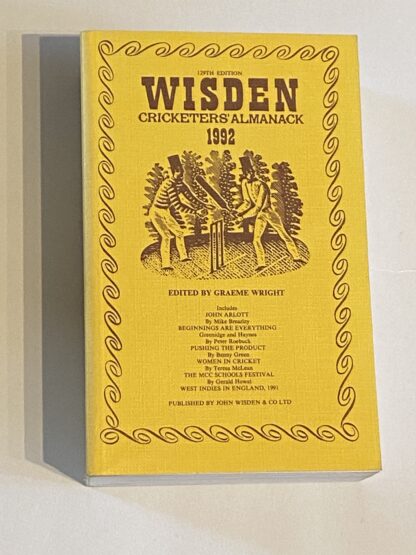 129TH EDITION
WISDEN
CRICKETERS' ALMANACK
1992
EDITED BY GRAEME WRIGHT
Includes
JOHN ARLOTT
By Mike Brearley
BEGINNINGS ARE EVERYTHING
Greenidge and Haynes
By Peter Roebuck
PUSHING THE PRODUCT
By Benny Green
WOMEN IN CRICKET
By Teresa McLean
THE MCC SCHOOLS FESTIVAL
By Gerald Howat
WEST INDIES IN ENGLAND, 1991
PUBLISHED BY JOHN WISDEN & CO LTD